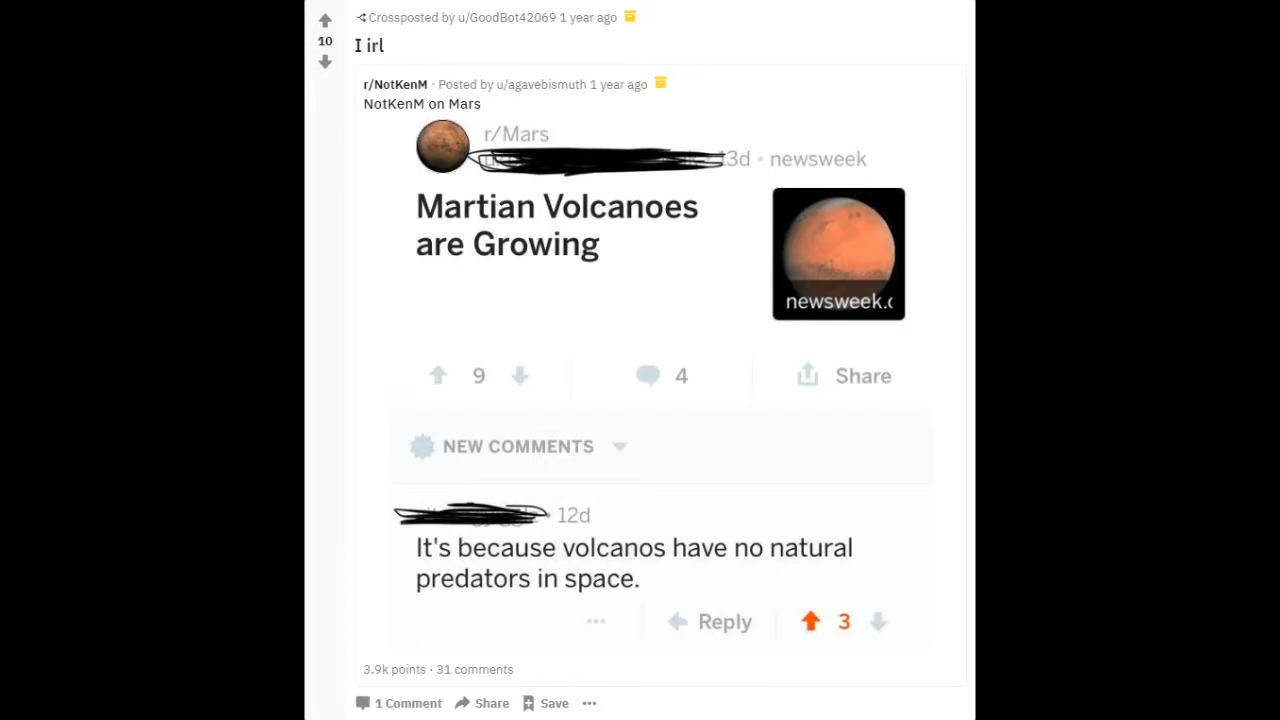 Crossposted by u/GoodBot42069 1 year ago
10
I irl
r/NotKenM · Posted by u/agavebismuth 1 year ago
NotKenM on Mars
r/Mars
13d • newsweek
Martian Volcanoes
are Growing
newsweek.c
9
4
Share
NEW COMMENTS
• 12d
It's because volcanos have no natural
predators in space.
... Reply 3
3.9k points · 31 comments
1 Comment Share Save ...